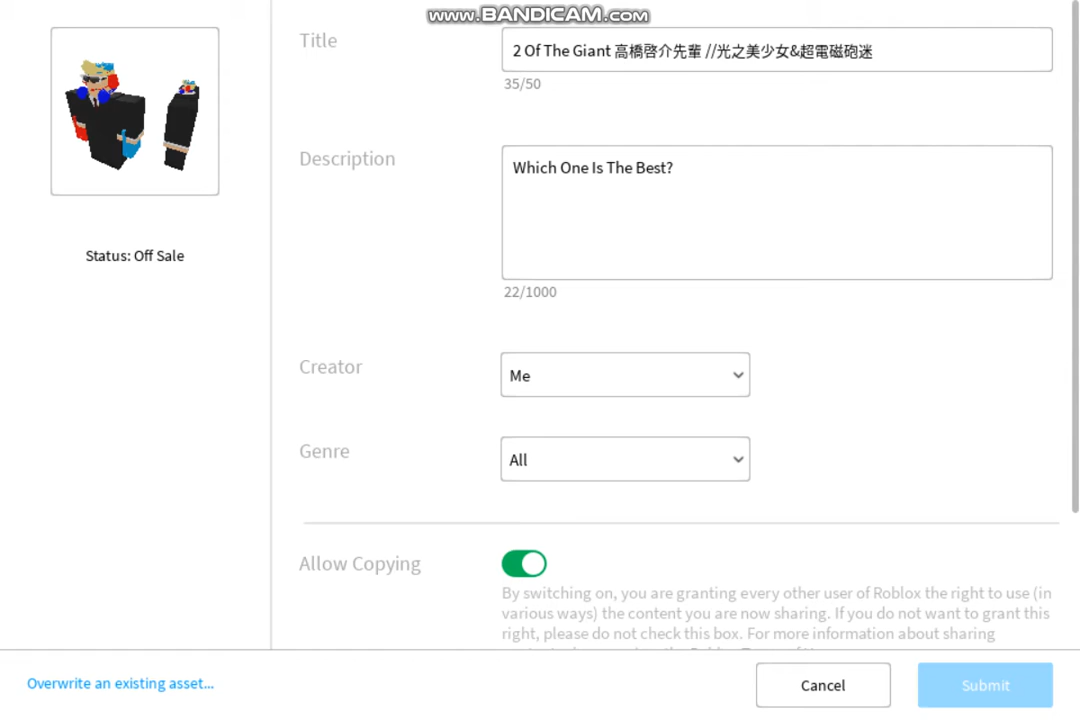 www.BANDICAM.com
Title
2 Of The Giant 高橋啓介先輩 //光之美少女&超電磁砲迷
35/50
Description
Which One Is The Best?
22/1000
Status: Off Sale
Creator
Me
Genre
All
Allow Copying
By switching on, you are granting every other user of Roblox the right to use (in
various ways) the content you are now sharing. If you do not want to grant this
right, please do not check this box. For more information about sharing
Overwrite an existing asset...
Cancel
Submit